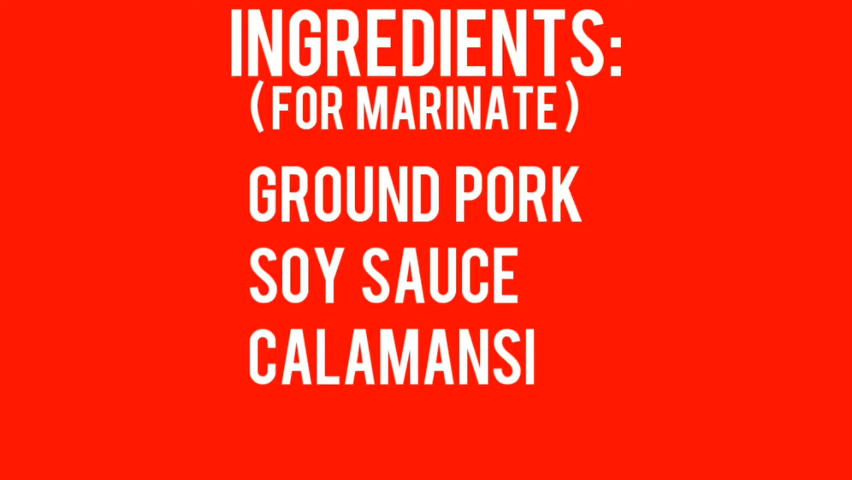 INGREDIENTS:
(FOR MARINATE)
GROUND PORK
SOY SAUCE
CALAMANSI